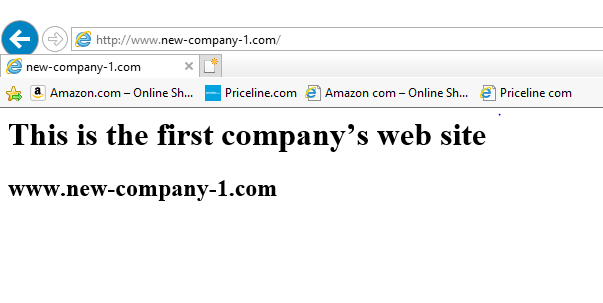 http://www.new-company-1.com/
new-company-1.com
Amazon.com – Online Sh... Priceline.com Amazon com – Online Sh... Priceline com
This is the first company’s web site
www.new-company-1.com